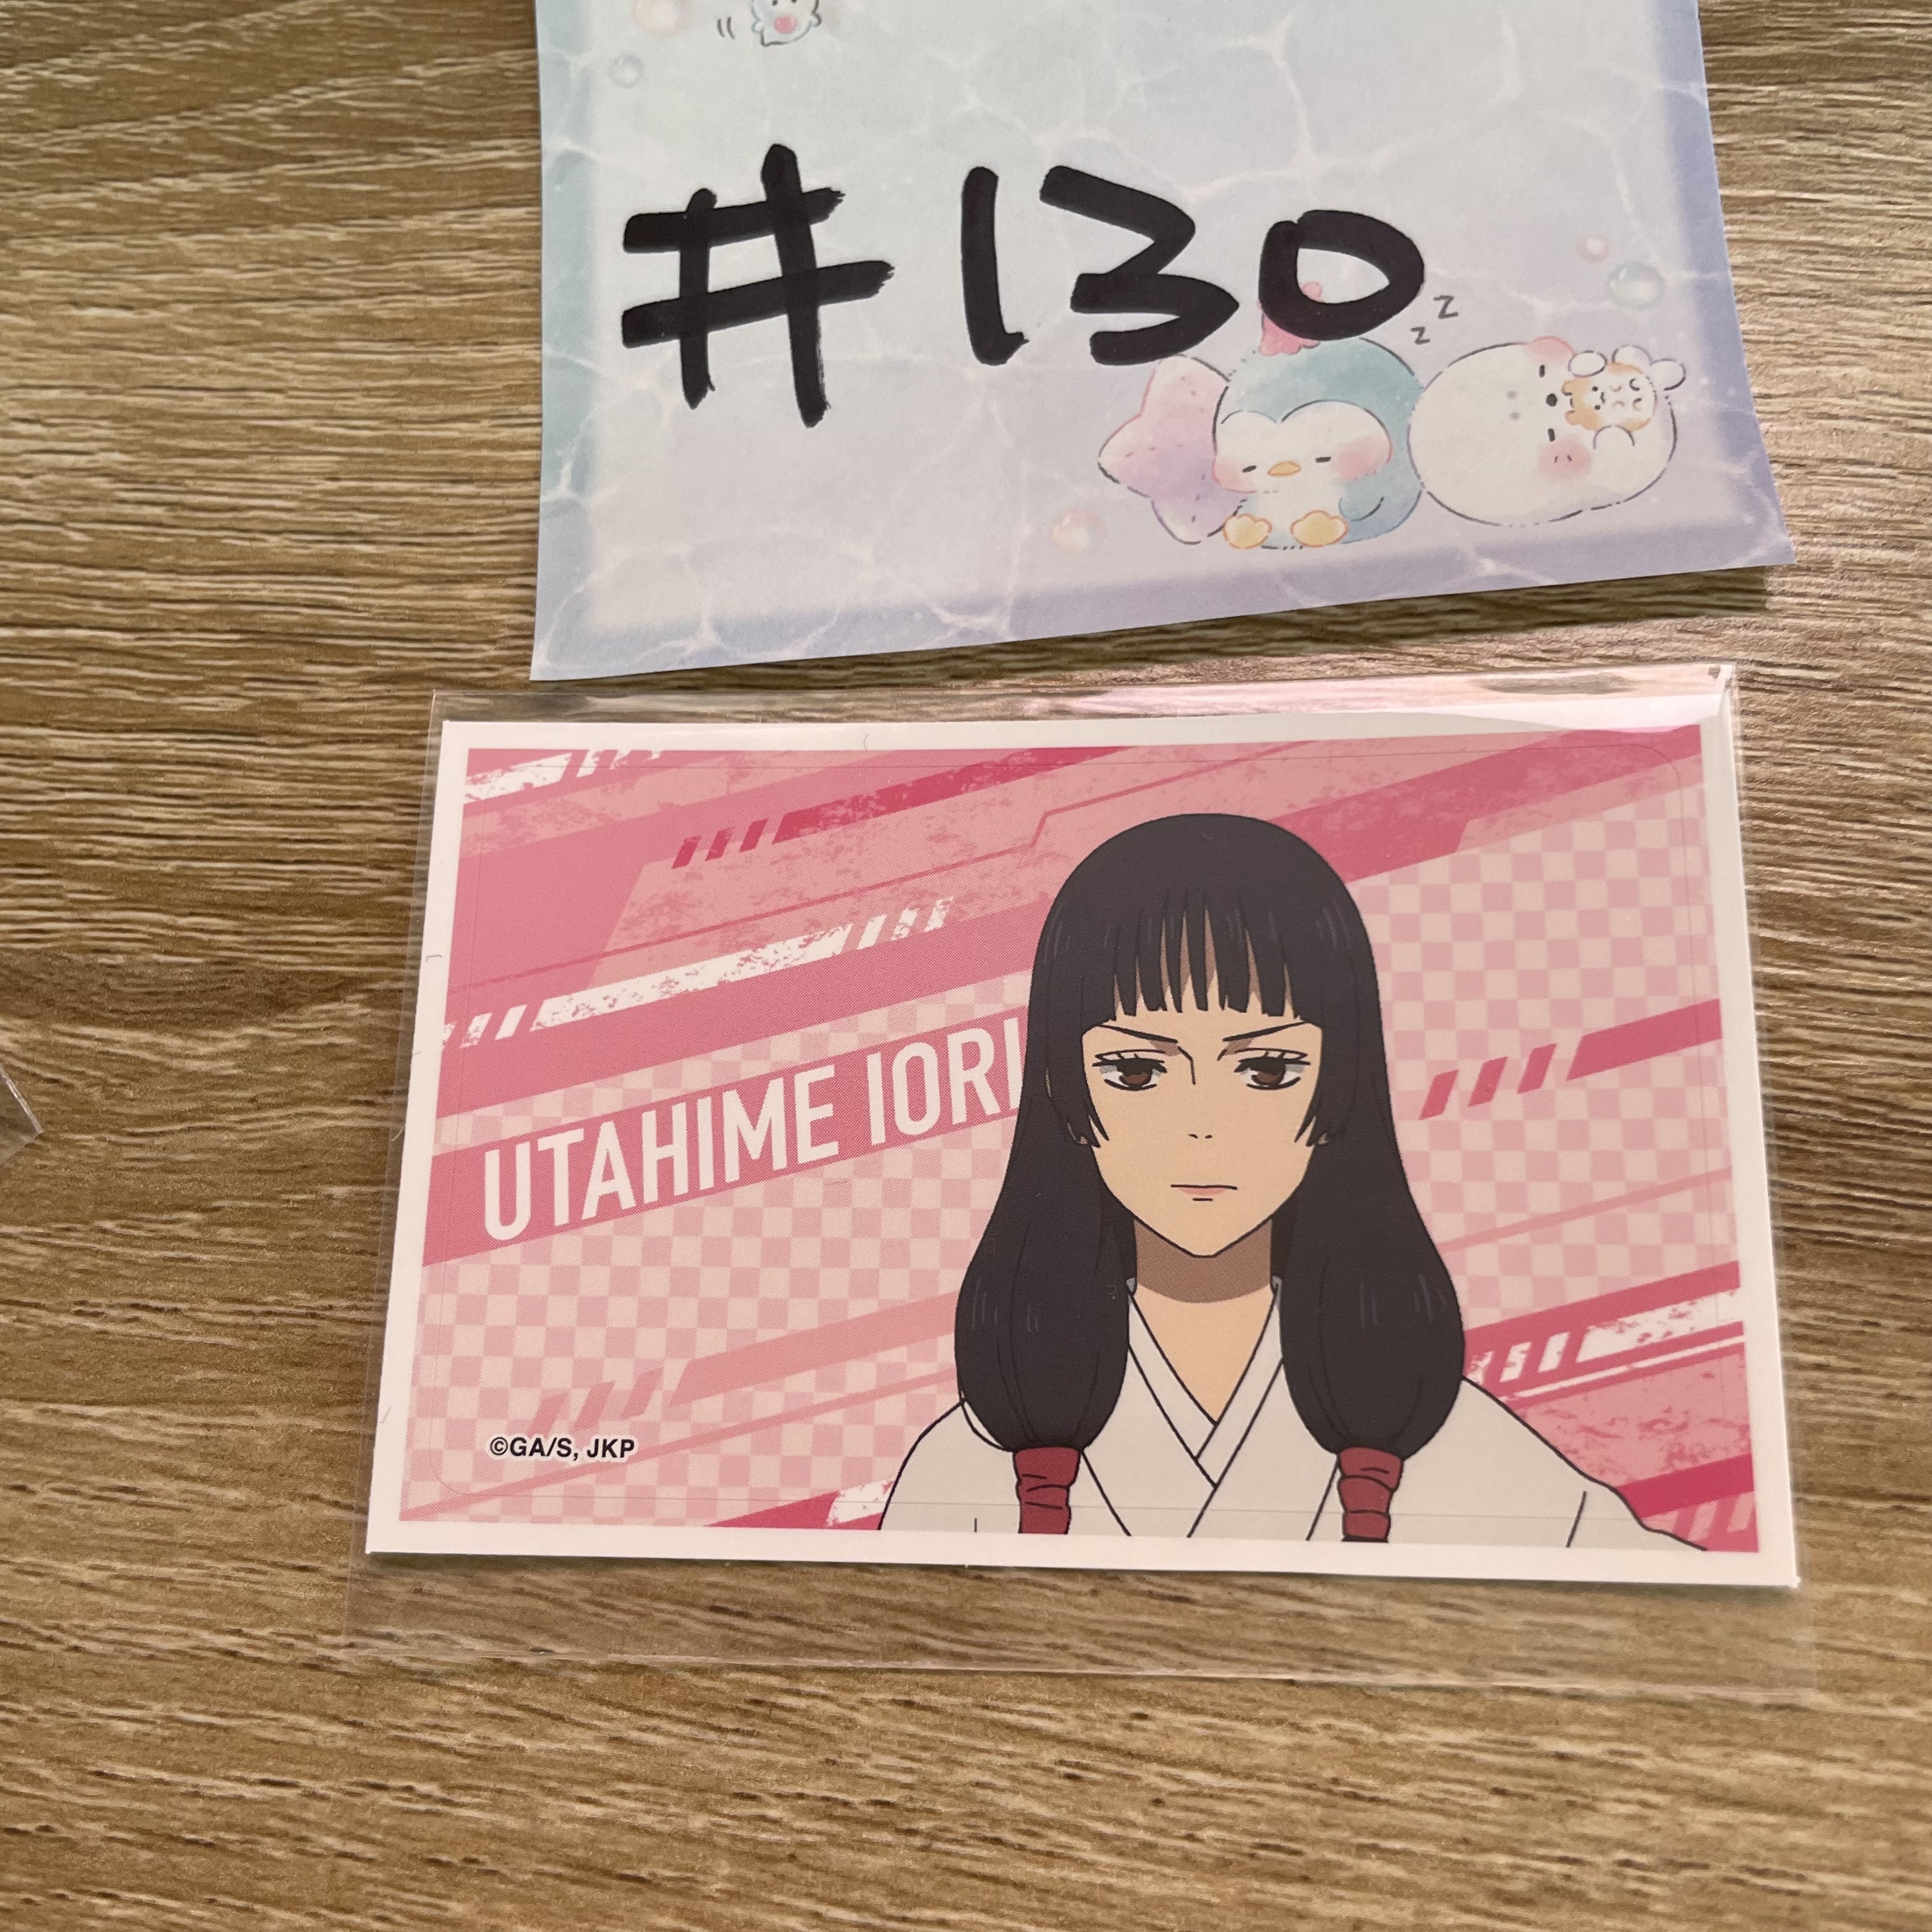 #130
z z
UTAHIME IORI
©GA/S, JKP